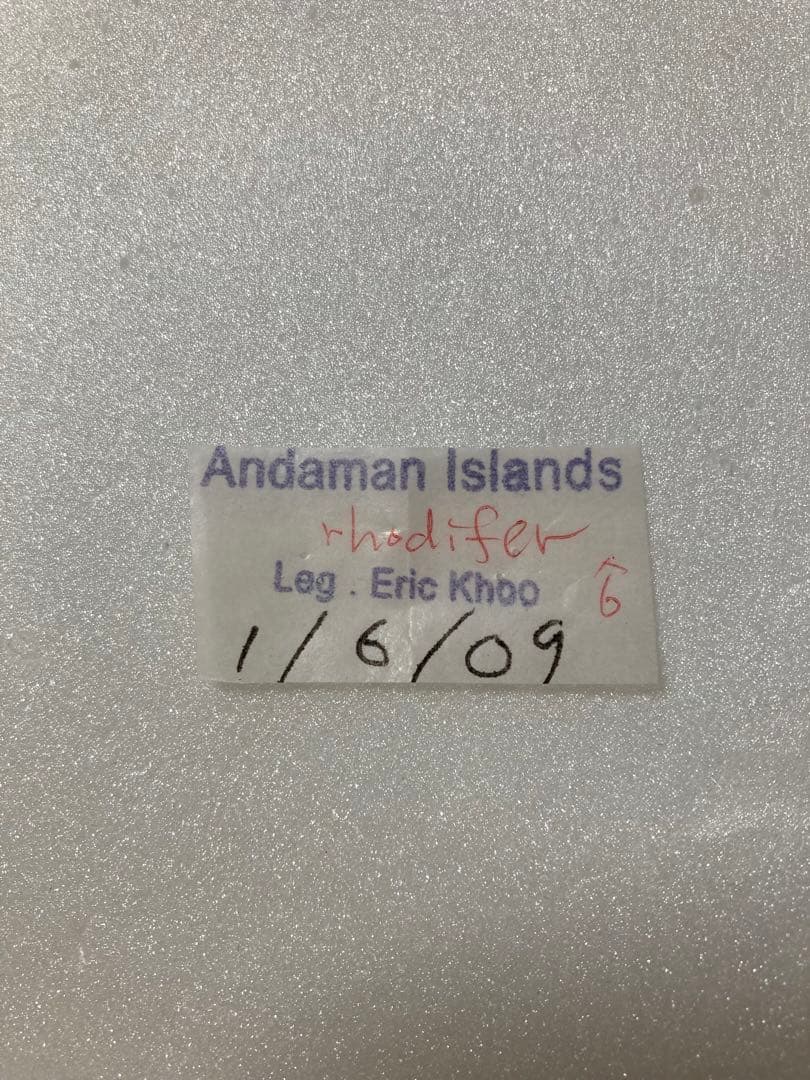 Andaman Islands
rhodifer
Leg . Eric Khoo
♂
1/6/09